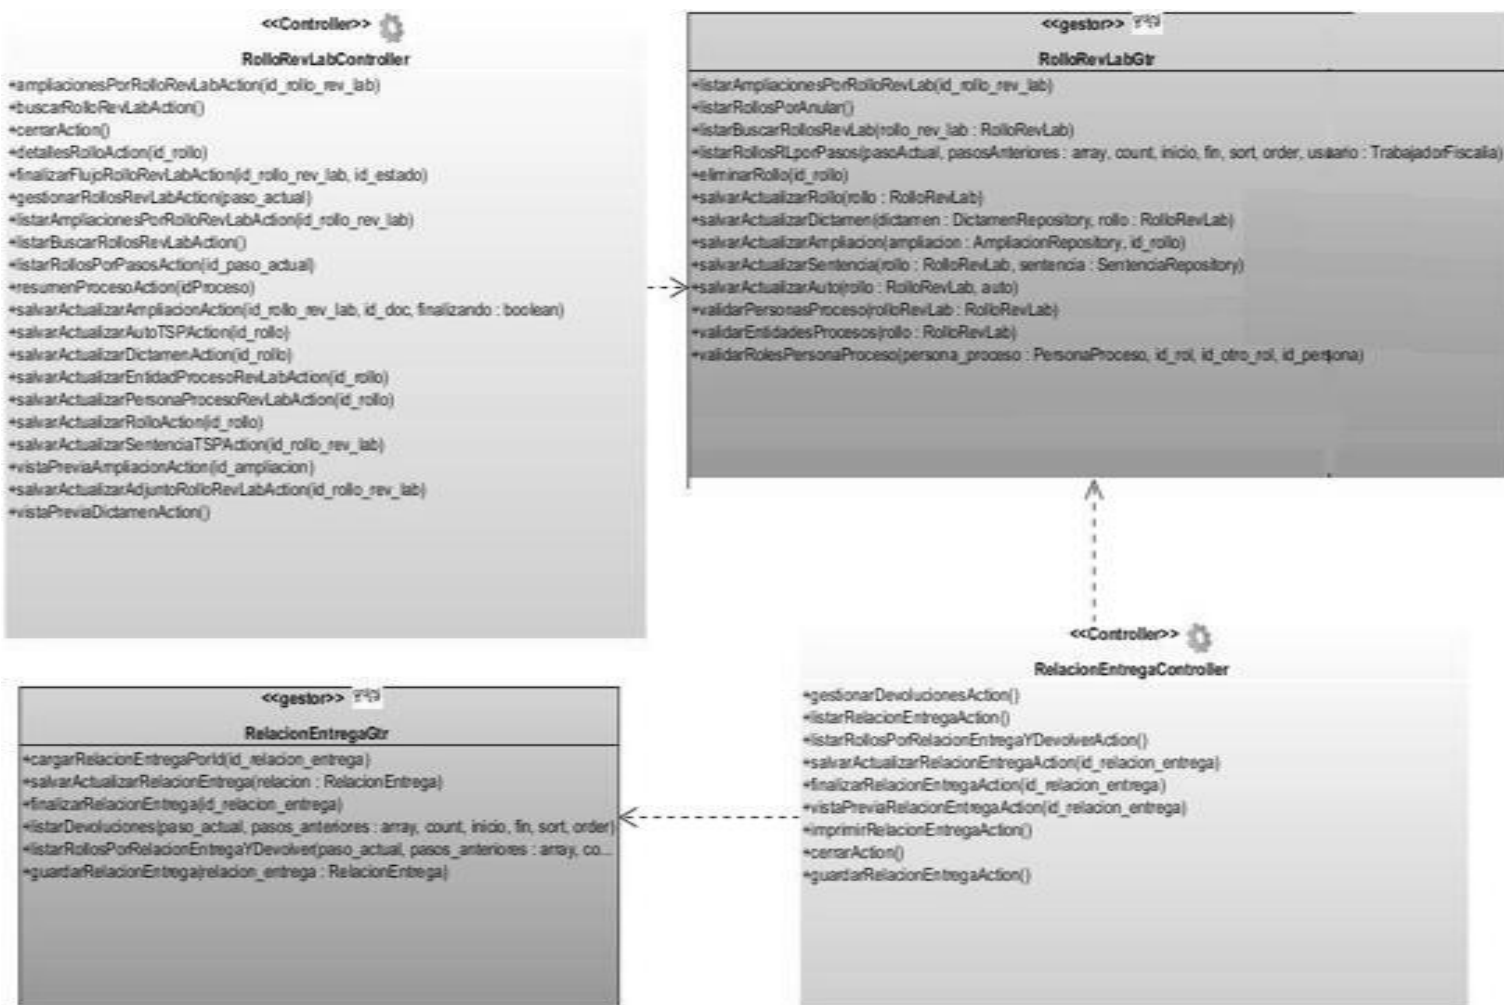 <<Controller>>
RolloRevLabController
+ampliacionesPorRolloRevLabAction(id_rollo_rev_lab)
+buscarRolloRevLabAction()
+cerrarAction()
+detallesRolloAction(id_rollo)
+finalizarFlujoRolloRevLabAction(id_rollo_rev_lab, id_estado)
+gestionarRollosRevLabAction(paso_actual)
+listarAmpliacionesPorRolloRevLabAction(id_rollo_rev_lab)
+listarBuscarRollosRevLabAction()
+listarRollosPorPasosAction(id_paso_actual)
+resumenProcesoAction(idProceso)
+salvarActualizarAmpliacionAction(id_rollo_rev_lab, id_doc, finalizando : boolean)
+salvarActualizarAutoTSPAction(id_rollo)
+salvarActualizarDictamenAction(id_rollo)
+salvarActualizarEntidadProcesoRevLabAction(id_rollo)
+salvarActualizarPersonaProcesoRevLabAction(id_rollo)
+salvarActualizarRolloAction(id_rollo)
+salvarActualizarSentenciaTSPAction(id_rollo_rev_lab)
+vistaPreviaAmpliacionAction(id_ampliacion)
+salvarActualizarAdjuntoRolloRevLabAction(id_rollo_rev_lab)
+vistaPreviaDictamenAction()
<<gestor>>
RolloRevLabGtr
+listarAmpliacionesPorRolloRevLab(id_rollo_rev_lab)
+listarRollosPorAnular()
+listarBuscarRollosRevLab(rollo_rev_lab : RolloRevLab)
+listarRollosRLporPasos(pasoActual, pasosAnteriores : array, count, inicio, fin, sort, order, usuario : TrabajadorFiscalia)
+eliminarRollo(id_rollo)
+salvarActualizarRollo(rollo : RolloRevLab)
+salvarActualizarDictamen(dictamen : DictamenRepository, rollo : RolloRevLab)
+salvarActualizarAmpliacion(ampliacion : AmpliacionRepository, id_rollo)
+salvarActualizarSentencia(rollo : RolloRevLab, sentencia : SentenciaRepository)
+salvarActualizarAuto(rollo : RolloRevLab, auto)
+validarPersonasProceso(rolloRevLab : RolloRevLab)
+validarEntidadesProcesos(rollo : RolloRevLab)
+validarRolesPersonaProceso(persona_proceso : PersonaProceso, id_rol, id_otro_rol, id_persona)
<<gestor>>
RelacionEntregaGtr
+cargarRelacionEntregaPorId(id_relacion_entrega)
+salvarActualizarRelacionEntrega(relacion : RelacionEntrega)
+finalizarRelacionEntrega(id_relacion_entrega)
+listarDevoluciones(paso_actual, pasos_anteriores : array, count, inicio, fin, sort, order)
+listarRollosPorRelacionEntregaYDevolver(paso_actual, pasos_anteriores : array, co...
+guardarRelacionEntrega(relacion_entrega : RelacionEntrega)
<<Controller>>
RelacionEntregaController
+gestionarDevolucionesAction()
+listarRelacionEntregaAction()
+listarRollosPorRelacionEntregaYDevolverAction()
+salvarActualizarRelacionEntregaAction(id_relacion_entrega)
+finalizarRelacionEntregaAction(id_relacion_entrega)
+vistaPreviaRelacionEntregaAction(id_relacion_entrega)
+imprimirRelacionEntregaAction()
+cerrarAction()
+guardarRelacionEntregaAction()